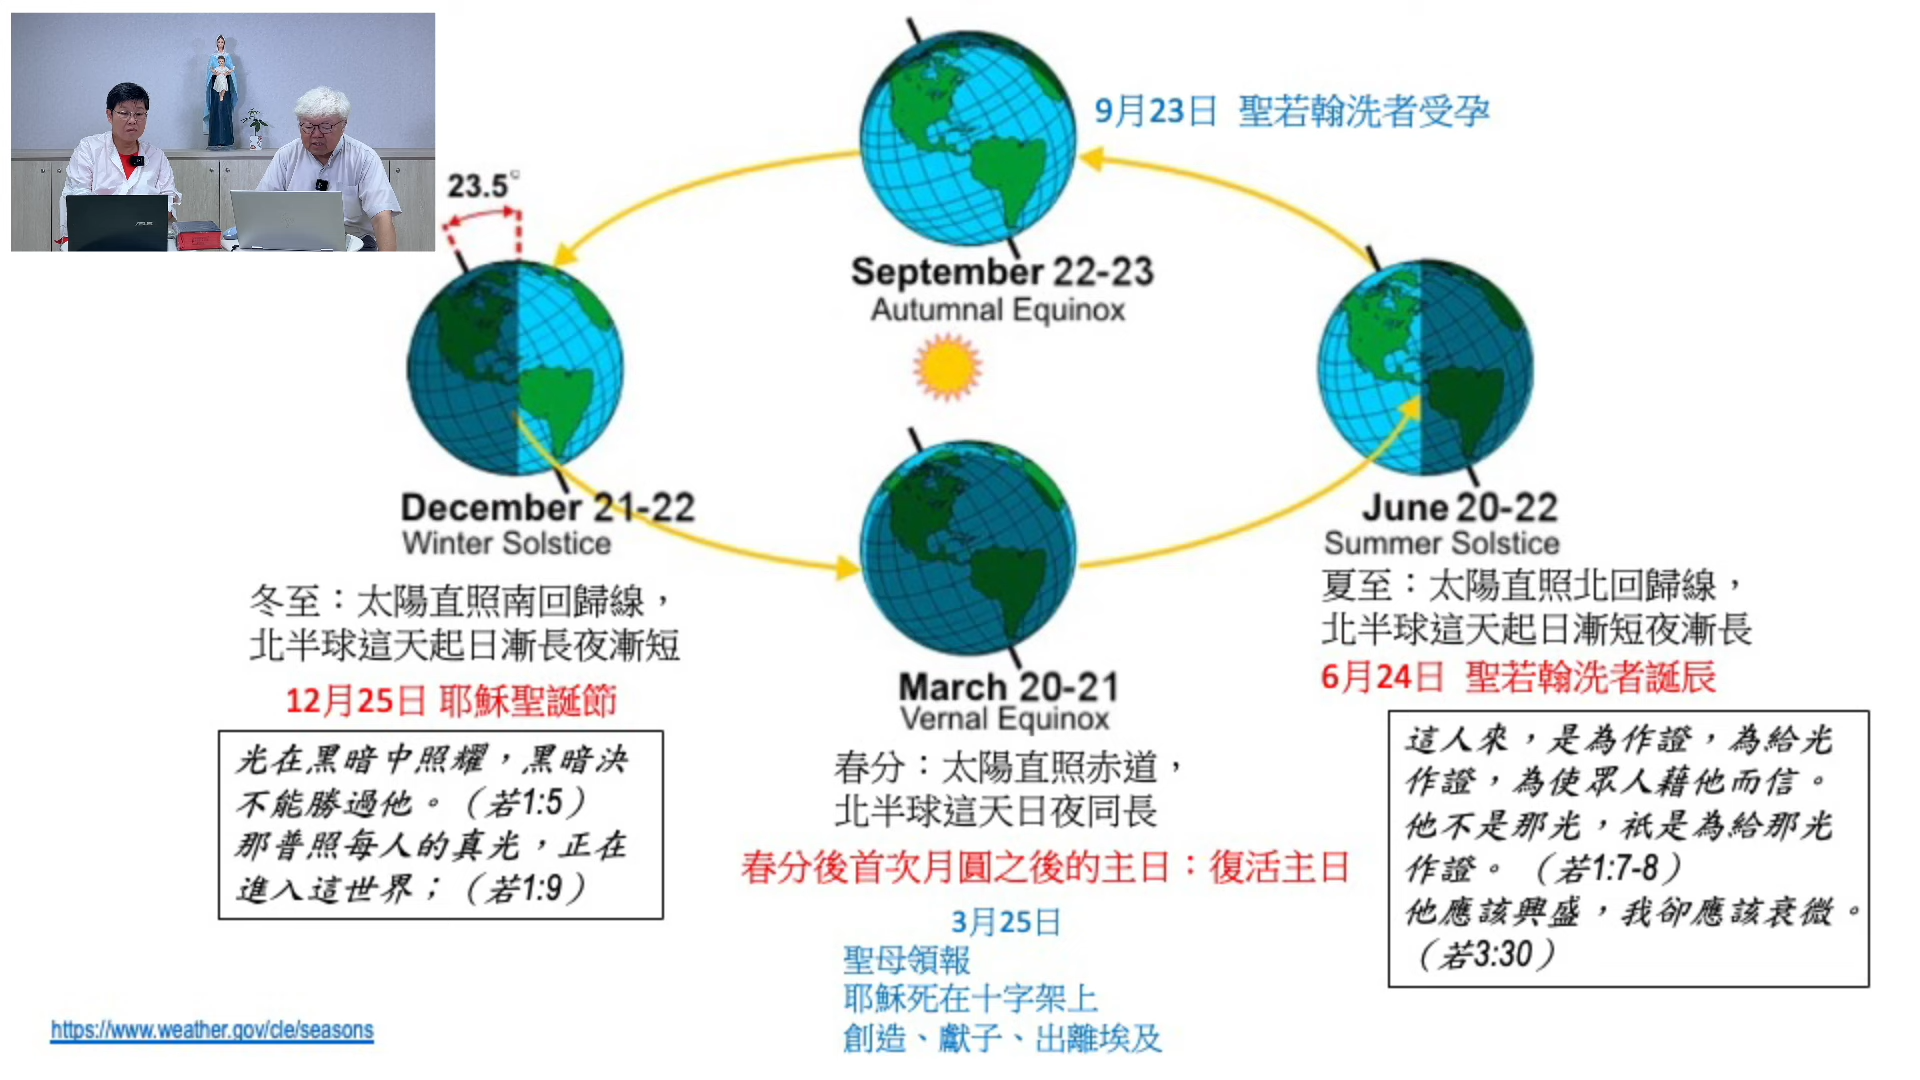 9月23日 聖若翰洗者受孕
23.5°
September 22-23
Autumnal Equinox
December 21-22
Winter Solstice
冬至：太陽直照南回歸線，
北半球這天起日漸長夜漸短
12月25日 耶穌聖誕節
光在黑暗中照耀，黑暗決
不能勝過他。（若1:5）
那普照每人的真光，正在
進入這世界；（若1:9）
March 20-21
Vernal Equinox
春分：太陽直照赤道，
北半球這天日夜同長
春分後首次月圓之後的主日：復活主日
3月25日
聖母領報
耶穌死在十字架上
創造、獻子、出離埃及
June 20-22
Summer Solstice
夏至：太陽直照北回歸線，
北半球這天起日漸短夜漸長
6月24日 聖若翰洗者誕辰
這人來，是為作證，為給光
作證，為使眾人藉他而信。
他不是那光，祇是為給那光
作證。（若1:7-8）
他應該興盛，我卻應該衰微。
（若3:30）
https://www.weather.gov/cle/seasons